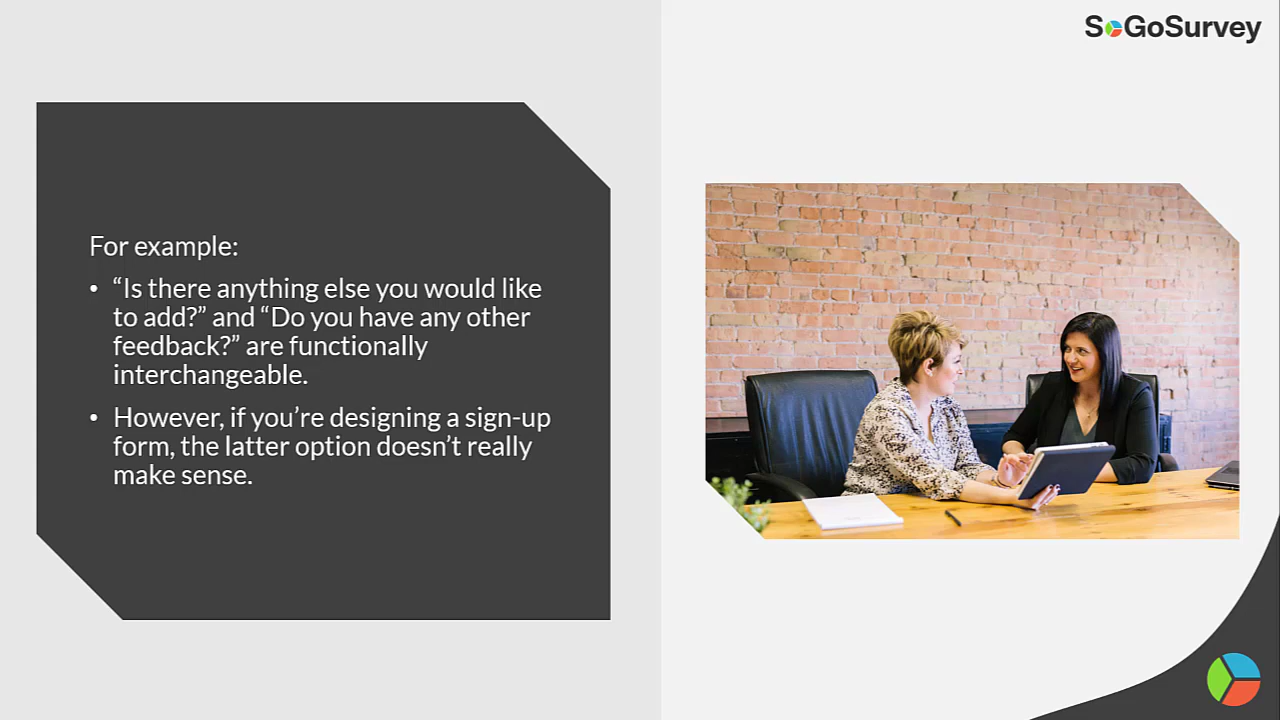 SoGoSurvey
For example:
• “Is there anything else you would like
to add?” and “Do you have any other
feedback?” are functionally
interchangeable.
• However, if you’re designing a sign-up
form, the latter option doesn’t really
make sense.